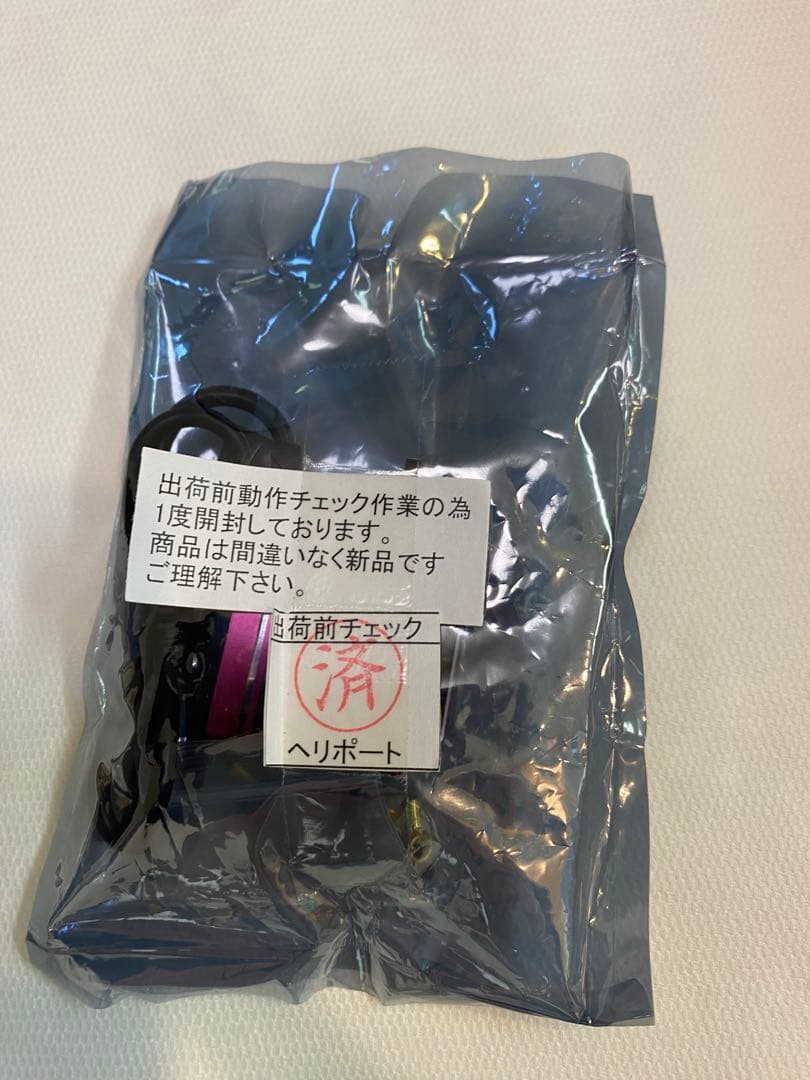 出荷前動作チェック作業の為
1度開封しております。
商品は間違いなく新品です
ご理解下さい。
出荷前チェック
済
ヘリポート